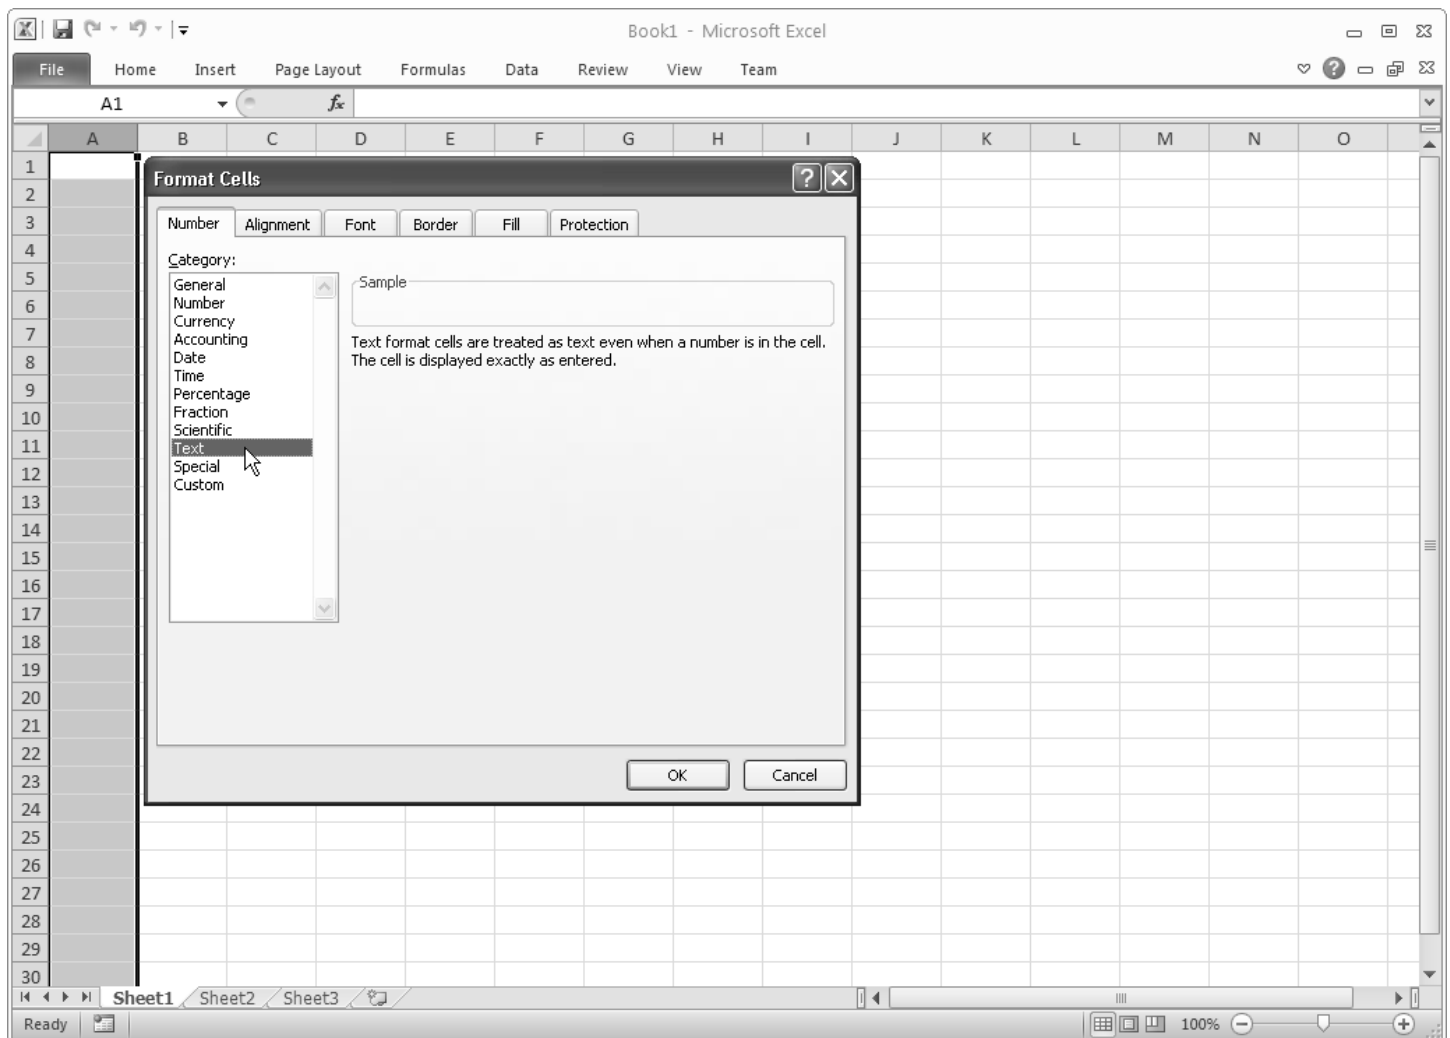 Book1 - Microsoft Excel
File Home Insert Page Layout Formulas Data Review View Team
A1 fx
A B C D E F G H I J K L M N O
1
2
3
4
5
6
7
8
9
10
11
12
13
14
15
16
17
18
19
20
21
22
23
24
25
26
27
28
29
30
Format Cells
Number Alignment Font Border Fill Protection
Category:
General
Number
Currency
Accounting
Date
Time
Percentage
Fraction
Scientific
Text
Special
Custom
Sample
Text format cells are treated as text even when a number is in the cell.
The cell is displayed exactly as entered.
OK Cancel
Sheet1 Sheet2 Sheet3
Ready 100%